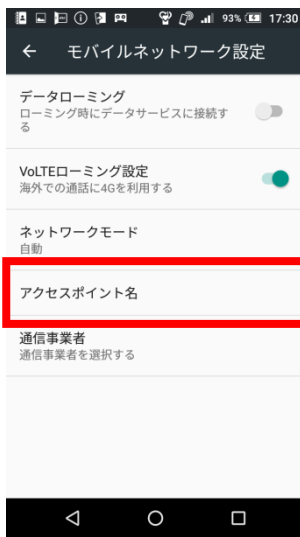 93% 17:30
← モバイルネットワーク設定
データローミング
ローミング時にデータサービスに接続す
る
VoLTEローミング設定
海外での通話に4Gを利用する
ネットワークモード
自動
アクセスポイント名
通信事業者
通信事業者を選択する